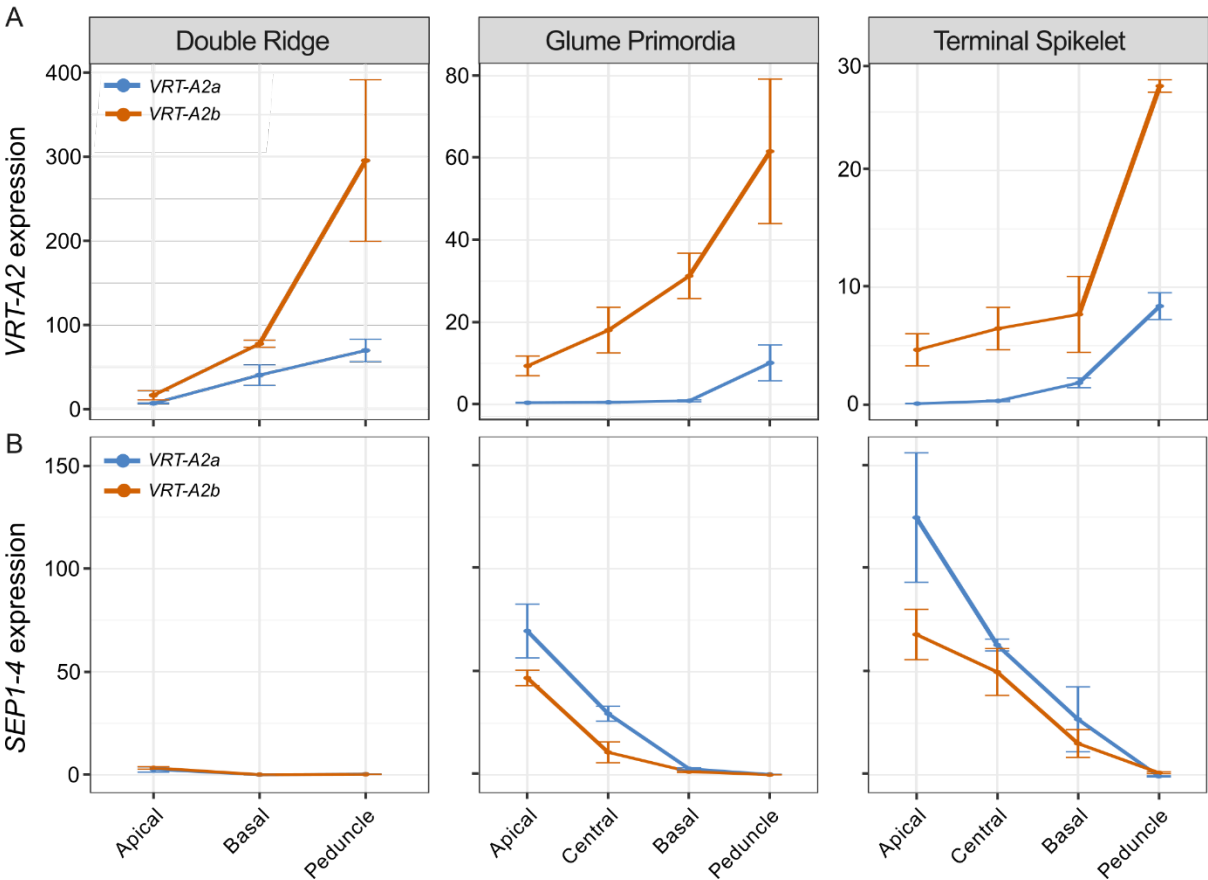 A
Double Ridge
Glume Primordia
Terminal Spikelet
VRT-A2 expression
400
300
200
100
0
VRT-A2a
VRT-A2b
80
60
40
20
0
30
20
10
0
B
SEP1-4 expression
150
100
50
0
VRT-A2a
VRT-A2b
Apical
Basal
Peduncle
Apical
Central
Basal
Peduncle
Apical
Central
Basal
Peduncle